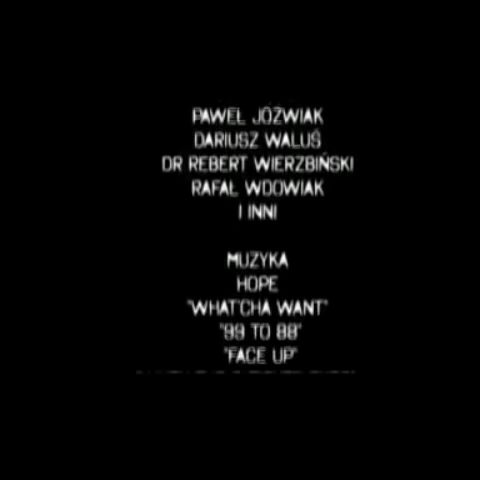 PAWEŁ JÓŹWIAK
DARIUSZ WALUŚ
DR REBERT WIERZBIŃSKI
RAFAŁ WDOWIAK
I INNI
MUZYKA
HOPE
"WHAT'CHA WANT"
"99 TO 88"
"FACE UP"